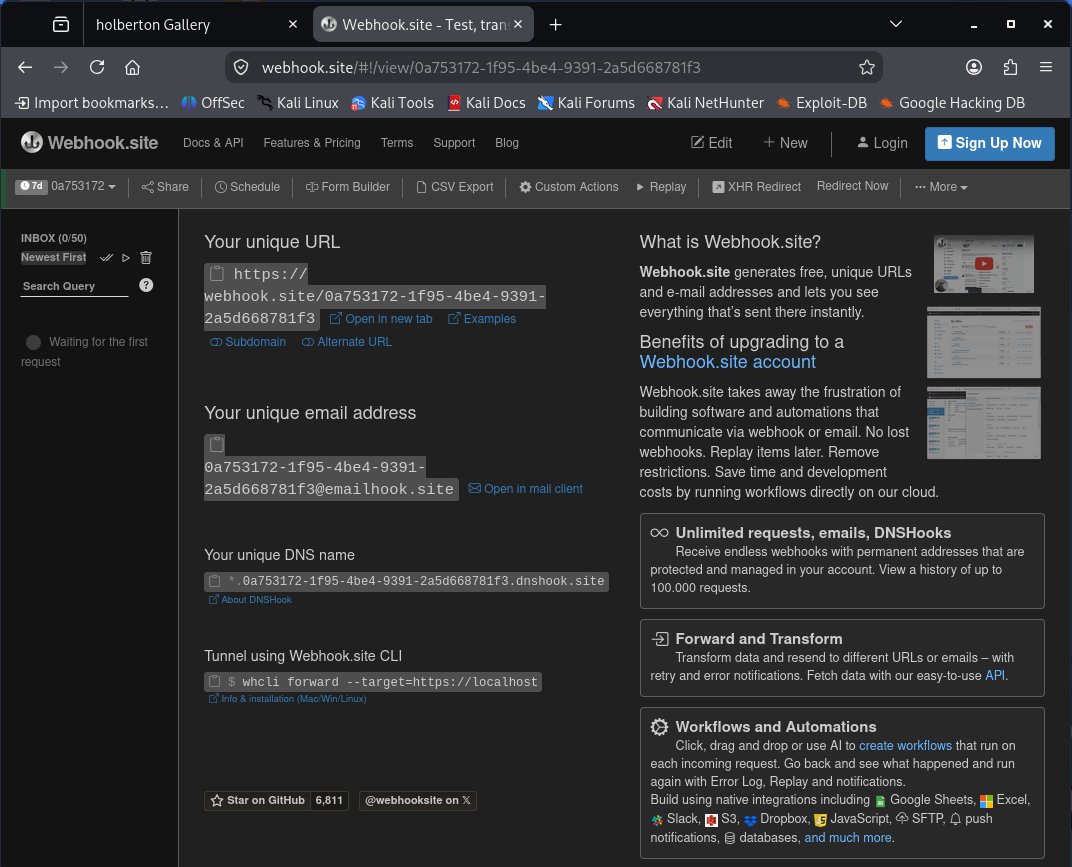 holberton Gallery
Webhook.site - Test, tran
webhook.site/#!/view/0a753172-1f95-4be4-9391-2a5d668781f3
Import bookmarks... OffSec Kali Linux Kali Tools Kali Docs Kali Forums Kali NetHunter Exploit-DB Google Hacking DB
Webhook.site Docs & API Features & Pricing Terms Support Blog Edit New Login Sign Up Now
7d 0a753172 Share Schedule Form Builder CSV Export Custom Actions Replay XHR Redirect Redirect Now More
INBOX (0/50)
Newest First
Search Query
Waiting for the first
request
Your unique URL
https://
webhook.site/0a753172-1f95-4be4-9391-
2a5d668781f3 Open in new tab Examples
Subdomain Alternate URL
Your unique email address
0a753172-1f95-4be4-9391-
2a5d668781f3@emailhook.site Open in mail client
Your unique DNS name
*.0a753172-1f95-4be4-9391-2a5d668781f3.dnshook.site
About DNSHook
Tunnel using Webhook.site CLI
$ whcli forward --target=https://localhost
Info & installation (Mac/Win/Linux)
Star on GitHub 6,811 @webhooksite on 𝕏
What is Webhook.site?
Webhook.site generates free, unique URLs
and e-mail addresses and lets you see
everything that's sent there instantly.
Benefits of upgrading to a
Webhook.site account
Webhook.site takes away the frustration of
building software and automations that
communicate via webhook or email. No lost
webhooks. Replay items later. Remove
restrictions. Save time and development
costs by running workflows directly on our cloud.
Unlimited requests, emails, DNSHooks
Receive endless webhooks with permanent addresses that are
protected and managed in your account. View a history of up to
100.000 requests.
Forward and Transform
Transform data and resend to different URLs or emails – with
retry and error notifications. Fetch data with our easy-to-use API.
Workflows and Automations
Click, drag and drop or use AI to create workflows that run on
each incoming request. Go back and see what happened and run
again with Error Log, Replay and notifications.
Build using native integrations including Google Sheets, Excel,
Slack, S3, Dropbox, JavaScript, SFTP, push
notifications, databases, and much more.